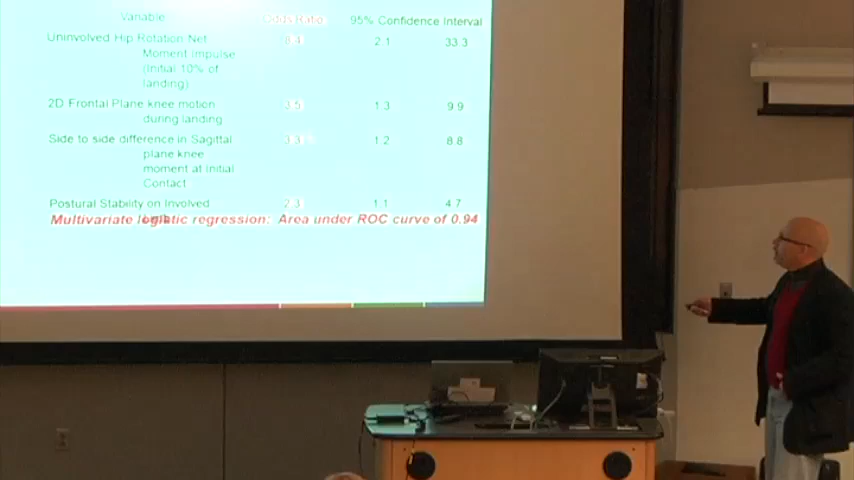 Variable Odds Ratio 95% Confidence Interval
Uninvolved Hip Rotation Net 8.4 2.1 33.3
Moment Impulse
(Initial 10% of
landing)
2D Frontal Plane knee motion 3.5 1.3 9.9
during landing
Side to side difference in Sagittal 3.3 1.2 8.8
plane knee
moment at Initial
Contact
Postural Stability on Involved 2.3 1.1 4.7
Limb
Multivariate logistic regression: Area under ROC curve of 0.94